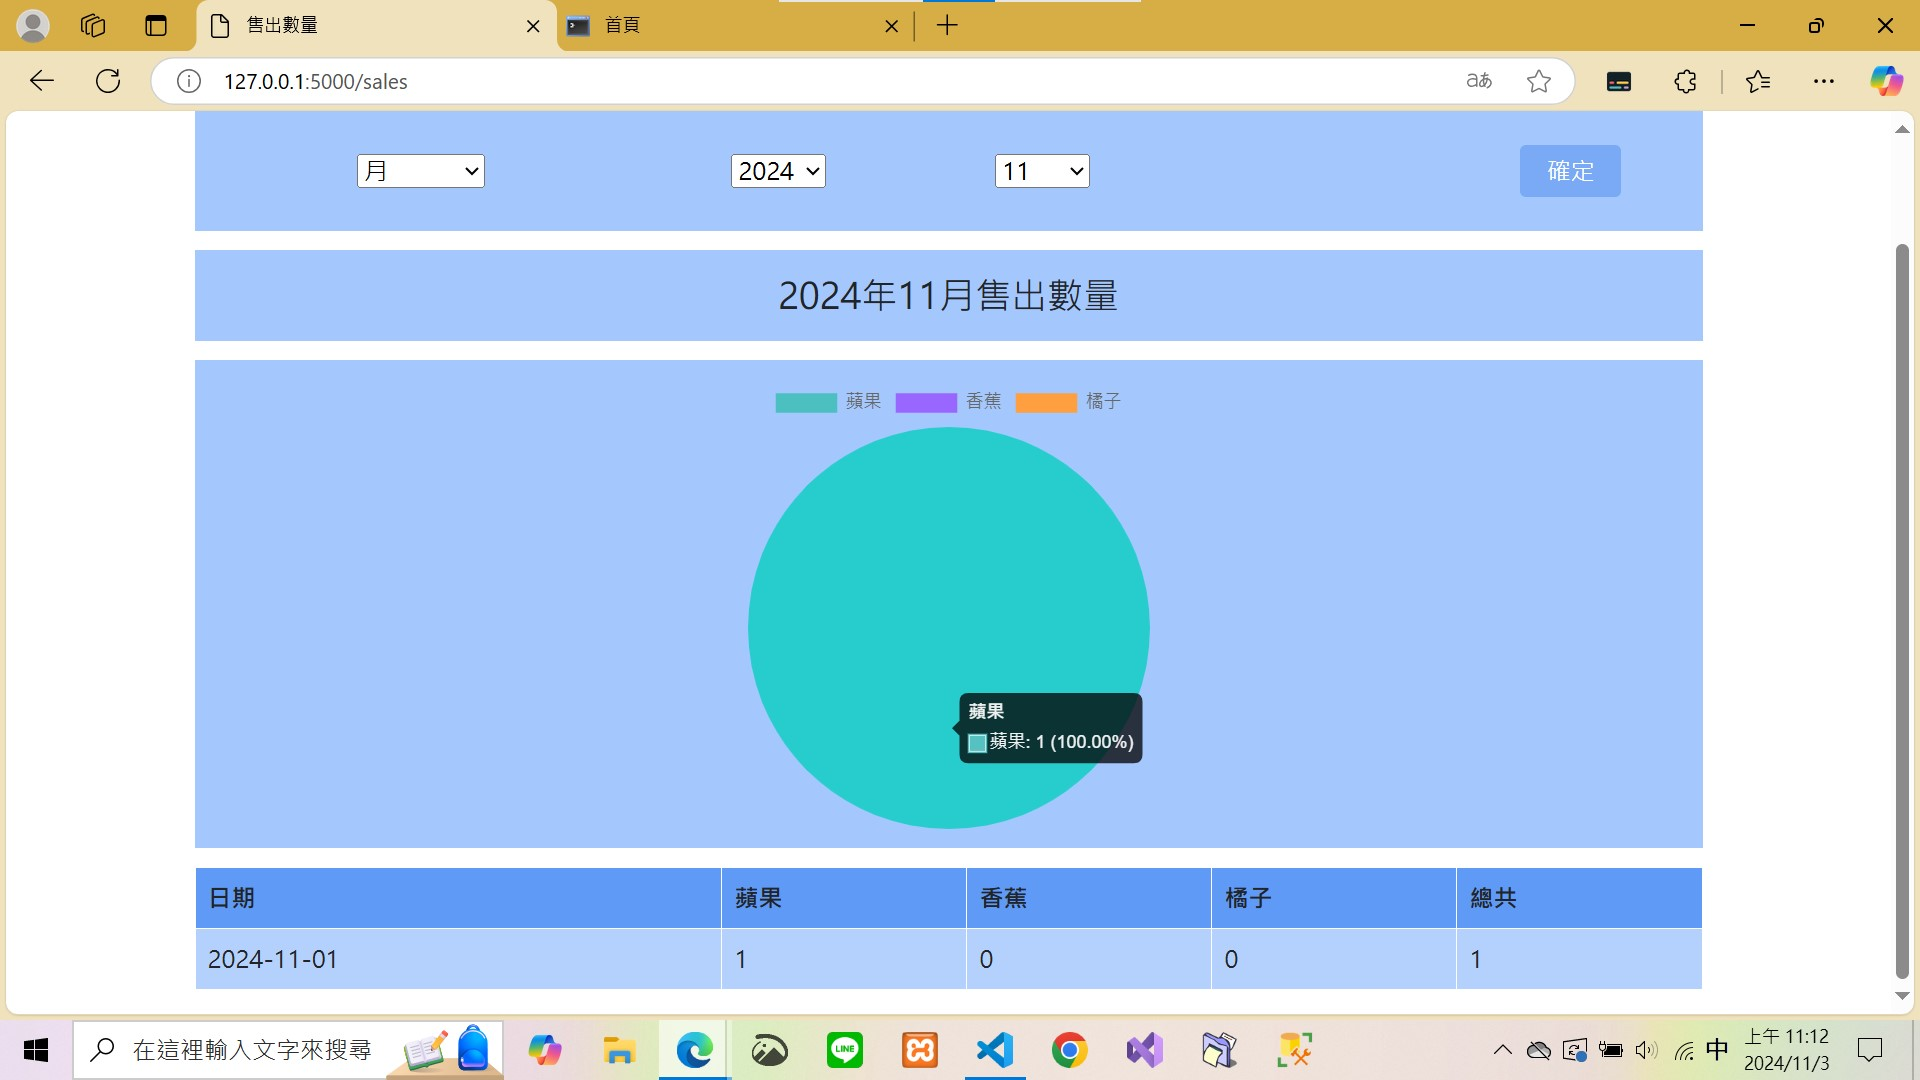 售出數量
首頁
127.0.0.1:5000/sales
aあ
月 2024 11 確定
2024年11月售出數量
蘋果 香蕉 橘子
蘋果
蘋果: 1 (100.00%)
日期 蘋果 香蕉 橘子 總共
2024-11-01 1 0 0 1
在這裡輸入文字來搜尋
LINE
中
上午 11:12
2024/11/3